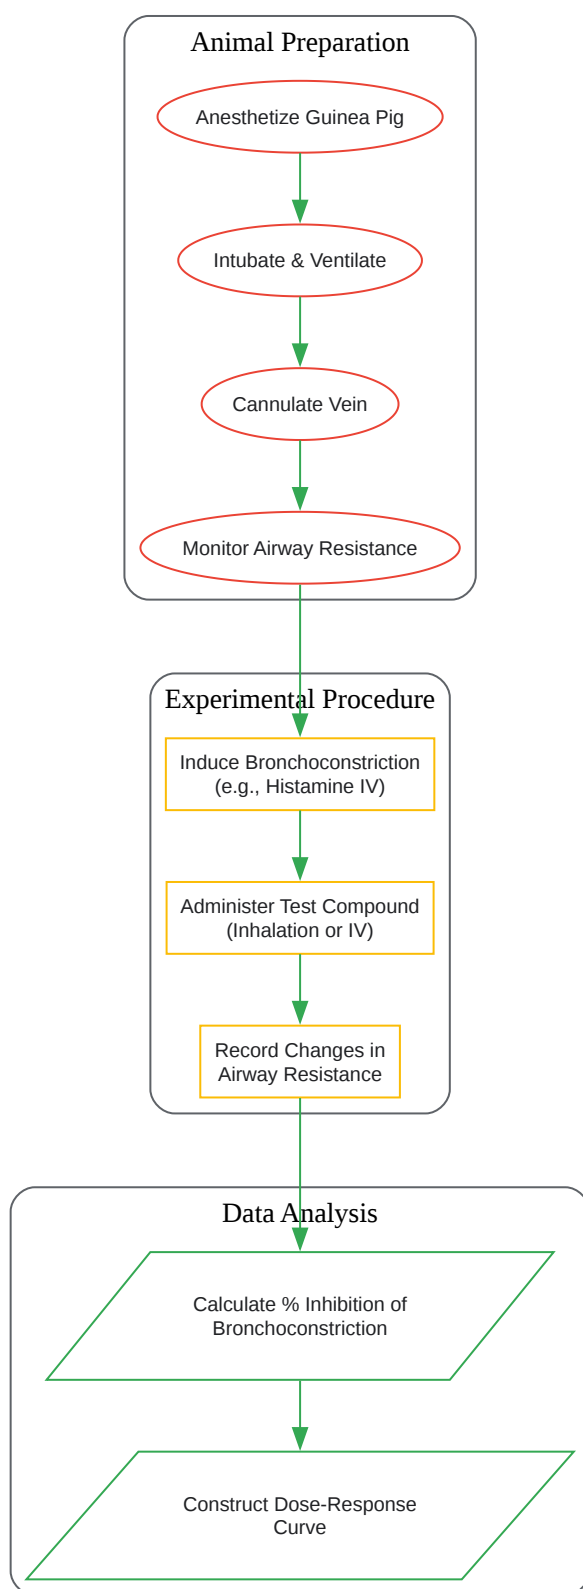 Animal Preparation
Anesthetize Guinea Pig
Intubate & Ventilate
Cannulate Vein
Monitor Airway Resistance
Experimental Procedure
Induce Bronchoconstriction
(e.g., Histamine IV)
Administer Test Compound
(Inhalation or IV)
Record Changes in
Airway Resistance
Data Analysis
Calculate % Inhibition of
Bronchoconstriction
Construct Dose-Response
Curve